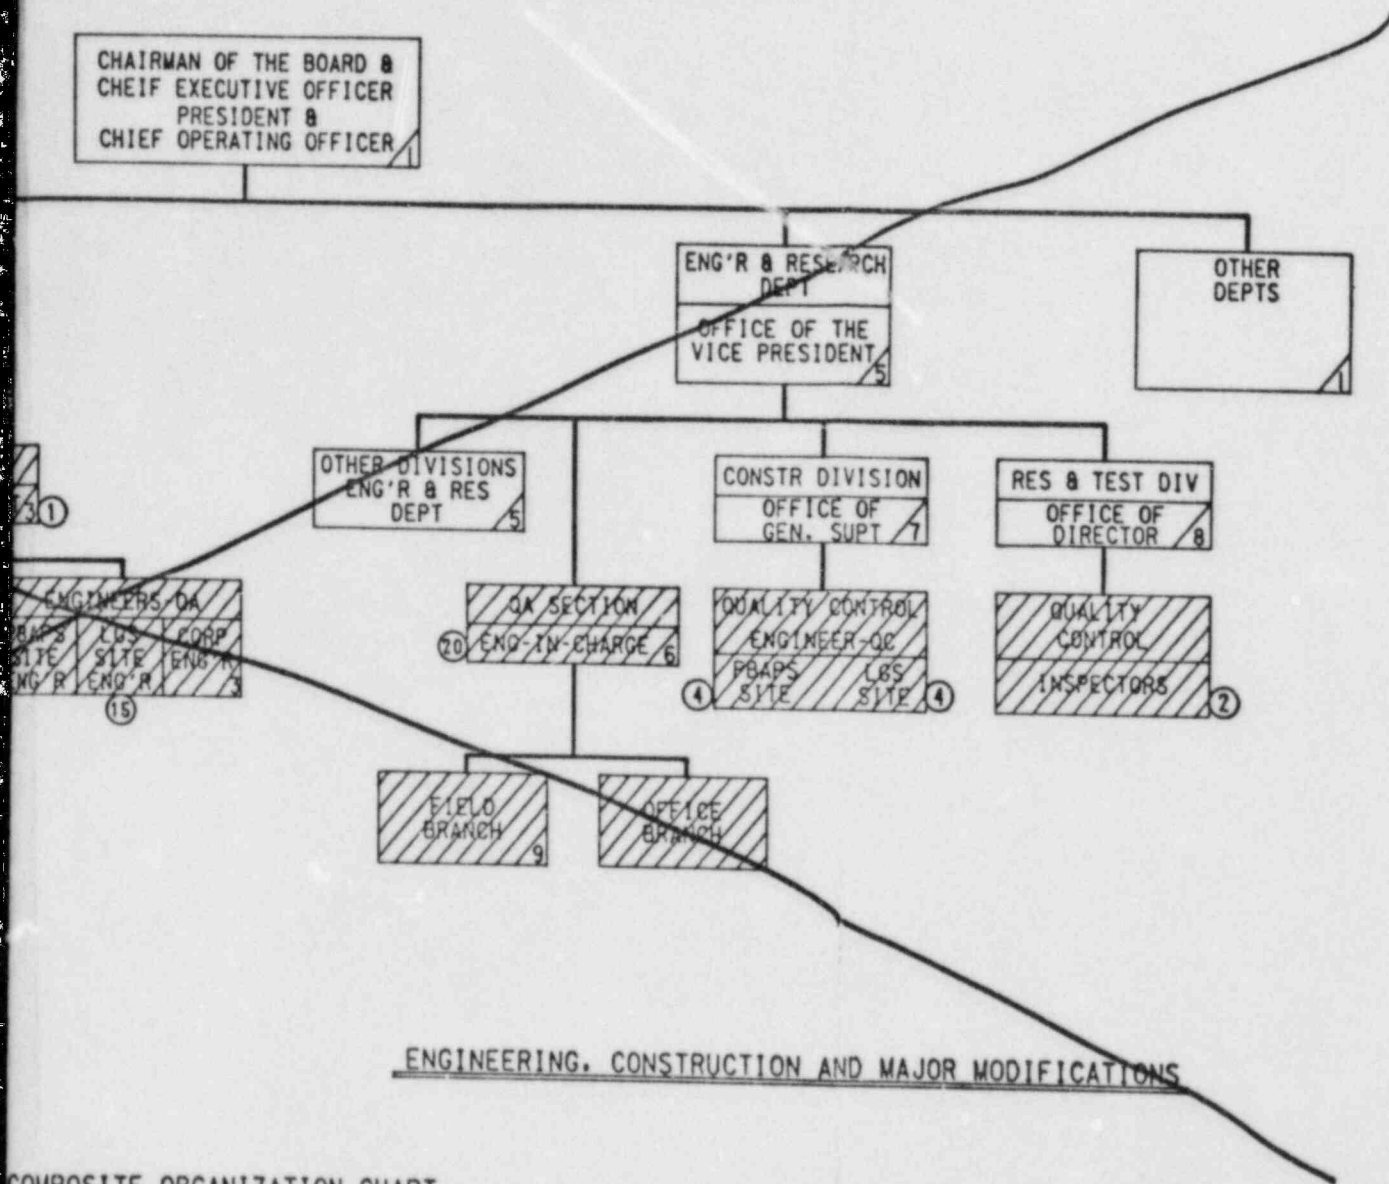 CHAIRMAN OF THE BOARD &
CHEIF EXECUTIVE OFFICER
PRESIDENT &
CHIEF OPERATING OFFICER
1
ENG'R & RESEARCH
DEPT
OFFICE OF THE
VICE PRESIDENT
5
OTHER
DEPTS
1
3
1
OTHER DIVISIONS
ENG'R & RES
DEPT
5
CONSTR DIVISION
OFFICE OF
GEN. SUPT
7
RES & TEST DIV
OFFICE OF
DIRECTOR
8
ENGINEERS-QA
SITE
LGS
SITE
ENG'R
CORP
ENG'R
3
15
QA SECTION
20
ENG-IN-CHARGE
6
QUALITY CONTROL
ENGINEER-QC
PBAPS
SITE
LGS
SITE
4
4
QUALITY
CONTROL
INSPECTORS
2
FIELD
BRANCH
9
OFFICE
BRANCH
ENGINEERING, CONSTRUCTION AND MAJOR MODIFICATIONS
COMPOSITE ORGANIZATION CHART